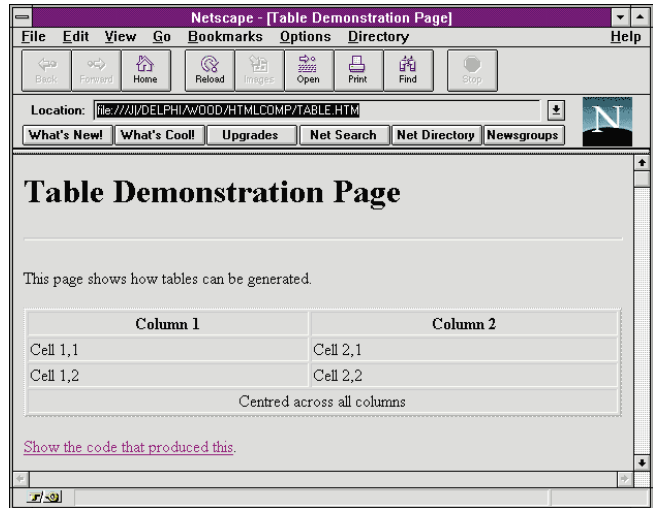 Netscape - [Table Demonstration Page]
File Edit View Go Bookmarks Options Directory Help
Back Forward Home Reload Images Open Print Find Stop
Location: file:///J|/DELPHI/WOOD/HTMLCOMP/TABLE.HTM
What's New! What's Cool! Upgrades Net Search Net Directory Newsgroups
N
Table Demonstration Page
This page shows how tables can be generated.
Column 1 Column 2
Cell 1,1 Cell 2,1
Cell 1,2 Cell 2,2
Centred across all columns
Show the code that produced this.